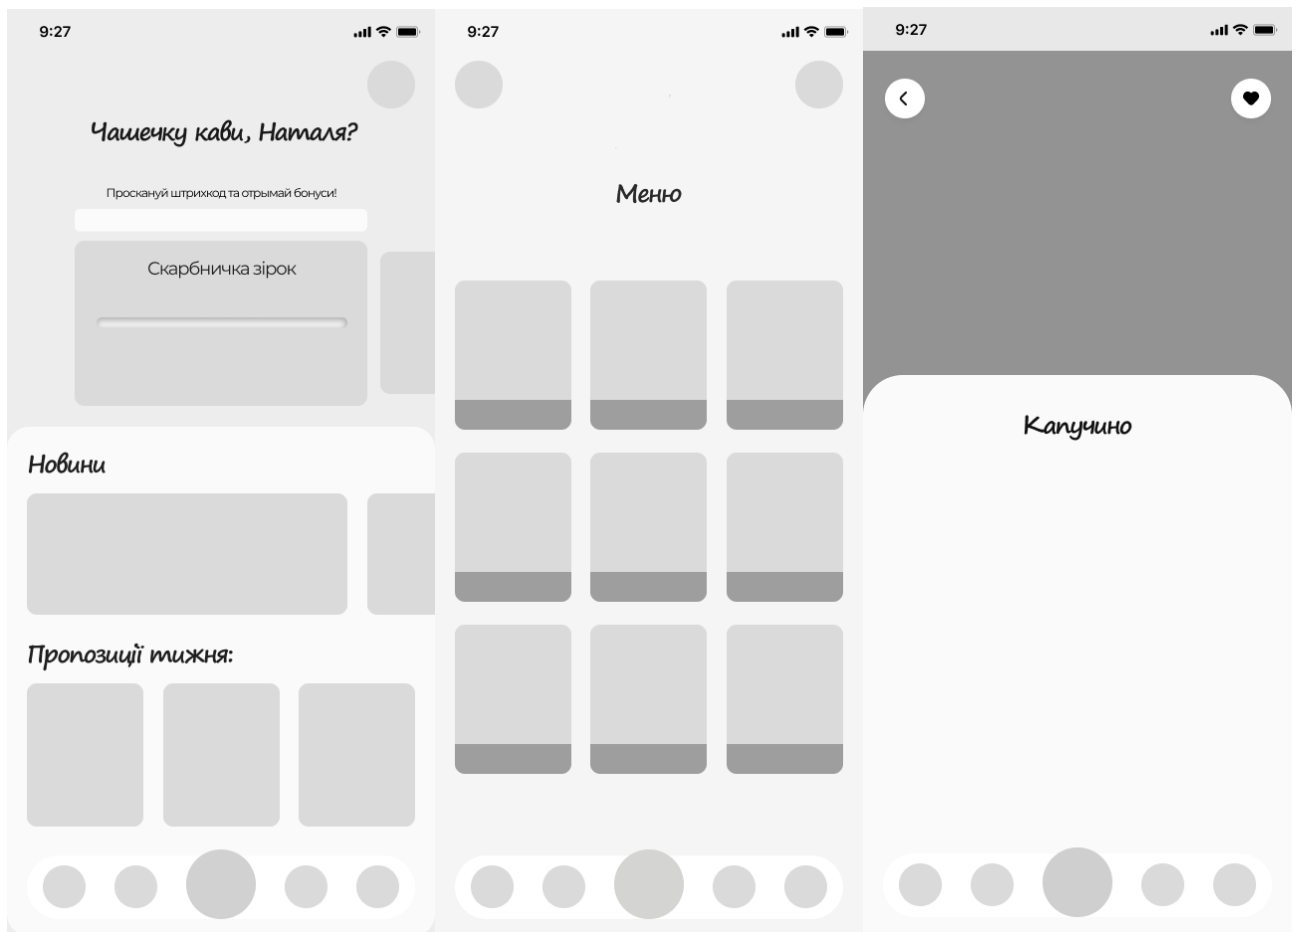 9:27
Чашечку кави, Наталя?
Проскануй штрихкод та отрымай бонуси!
Скарбничка зірок
Новини
Пропозиції тижня:
9:27
Меню
9:27
Капучино